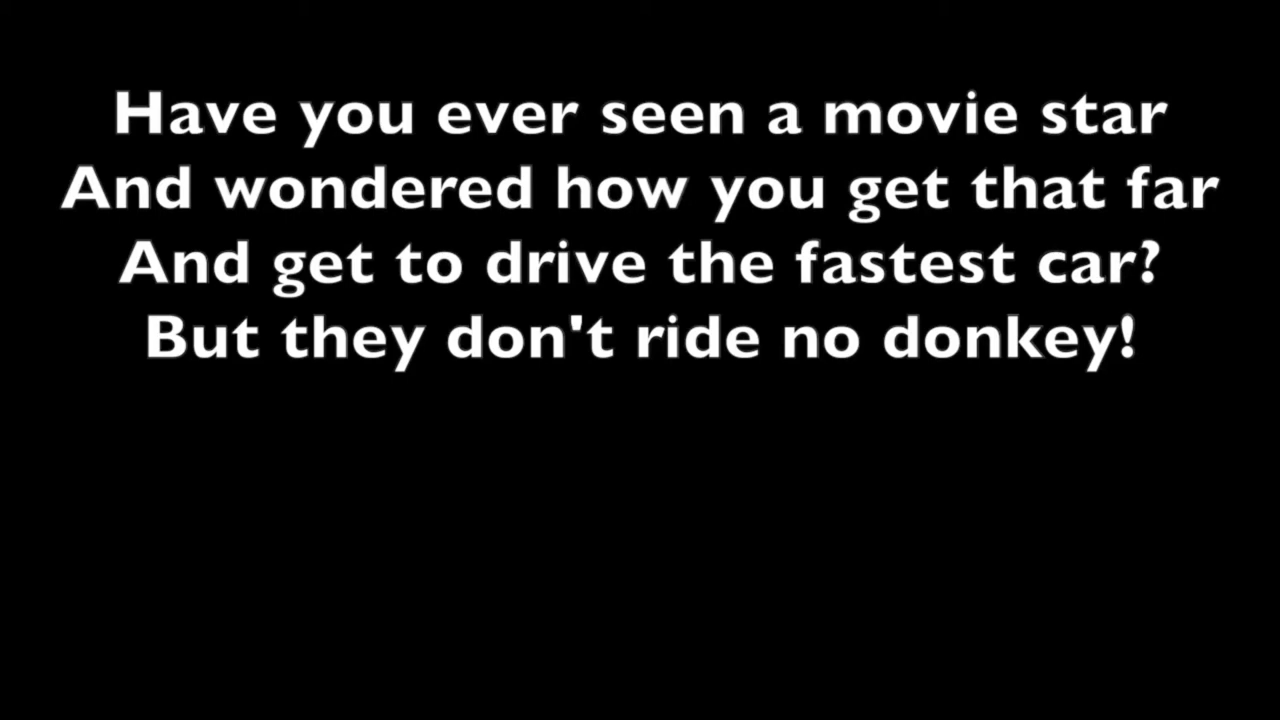 Have you ever seen a movie star
And wondered how you get that far
And get to drive the fastest car?
But they don't ride no donkey!